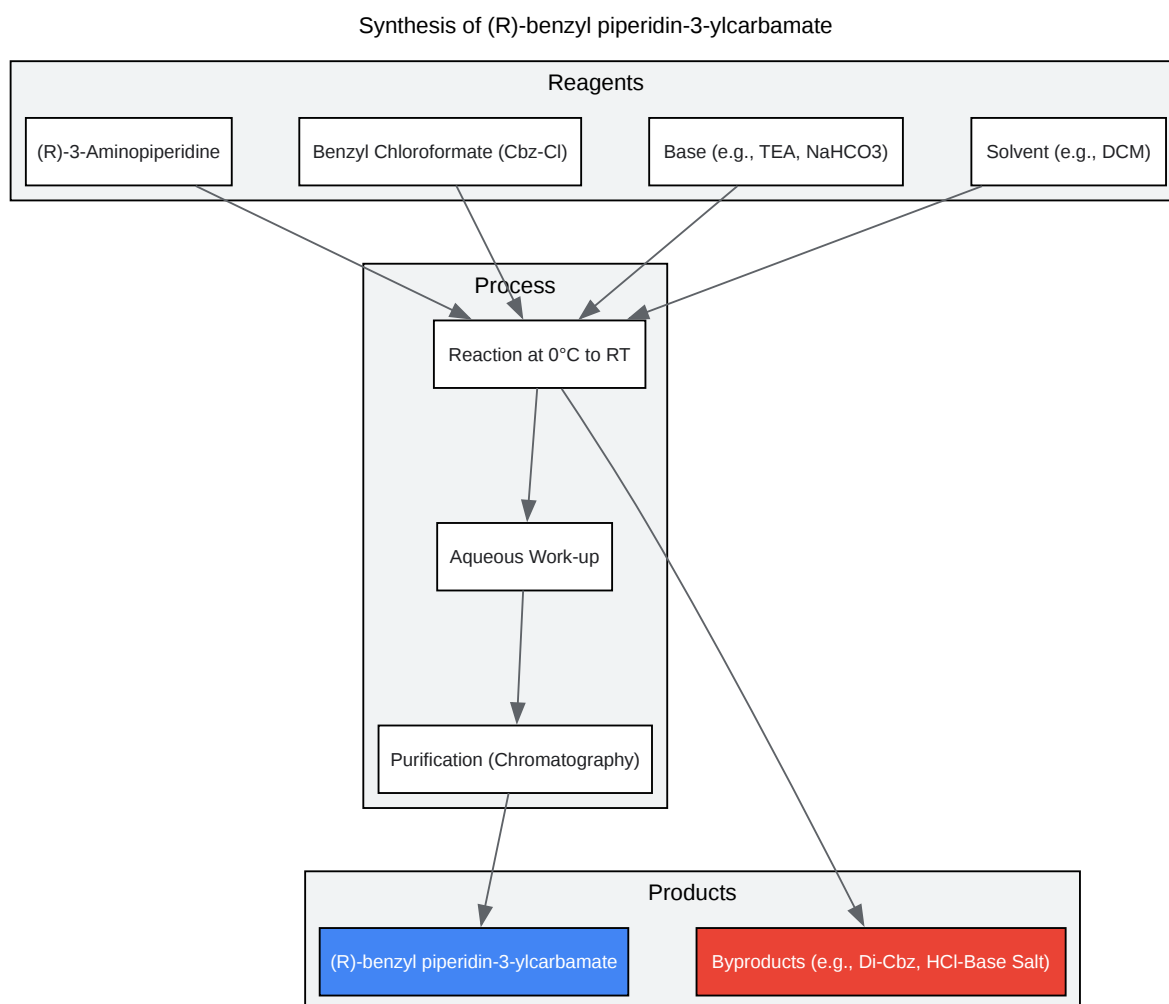 Synthesis of (R)-benzyl piperidin-3-ylcarbamate
Reagents
(R)-3-Aminopiperidine
Benzyl Chloroformate (Cbz-Cl)
Base (e.g., TEA, NaHCO3)
Solvent (e.g., DCM)
Process
Reaction at 0°C to RT
Aqueous Work-up
Purification (Chromatography)
Products
(R)-benzyl piperidin-3-ylcarbamate
Byproducts (e.g., Di-Cbz, HCl-Base Salt)